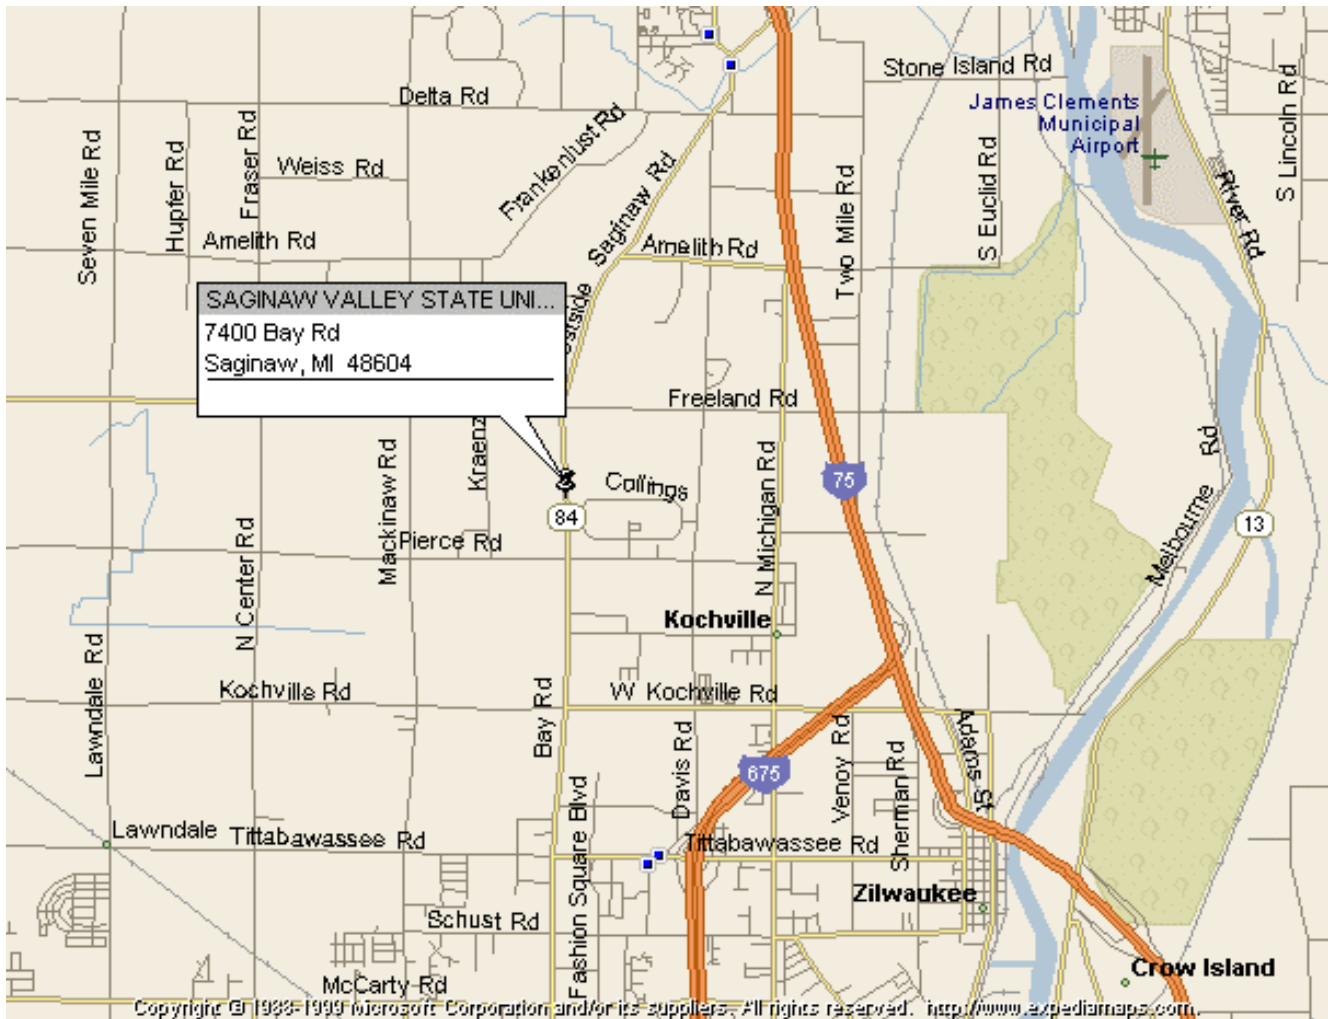 Stone Island Rd
Delta Rd
James Clements
Municipal
Airport
S Lincoln Rd
Seven Mile Rd
Hupfer Rd
Fraser Rd
Weiss Rd
Frankenlust Rd
Saginaw Rd
Two Mile Rd
S Euclid Rd
River Rd
Amelith Rd
Amelith Rd
SAGINAW VALLEY STATE UNI...
7400 Bay Rd
Saginaw, MI 48604
Freeland Rd
Mackinaw Rd
Kraenz
Collings
84
75
N Michigan Rd
Melbourne Rd
13
N Center Rd
Pierce Rd
Kochville
Lawndale Rd
Kochville Rd
W Kochville Rd
Bay Rd
Davis Rd
675
Venoy Rd
Sherman Rd
Adams St
Lawndale
Tittabawassee Rd
Fashion Square Blvd
Tittabawassee Rd
Zilwaukee
Schust Rd
Crow Island
McCarty Rd
Copyright © 1988-1999 Microsoft Corporation and/or its suppliers. All rights reserved. http://www.expediamaps.com.